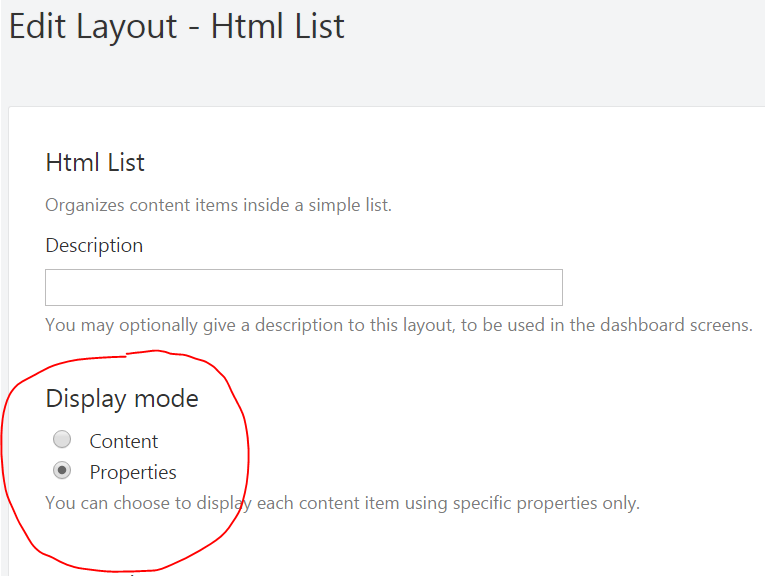 Edit Layout - Html List
Html List
Organizes content items inside a simple list.
Description
You may optionally give a description to this layout, to be used in the dashboard screens.
Display mode
Content
Properties
You can choose to display each content item using specific properties only.